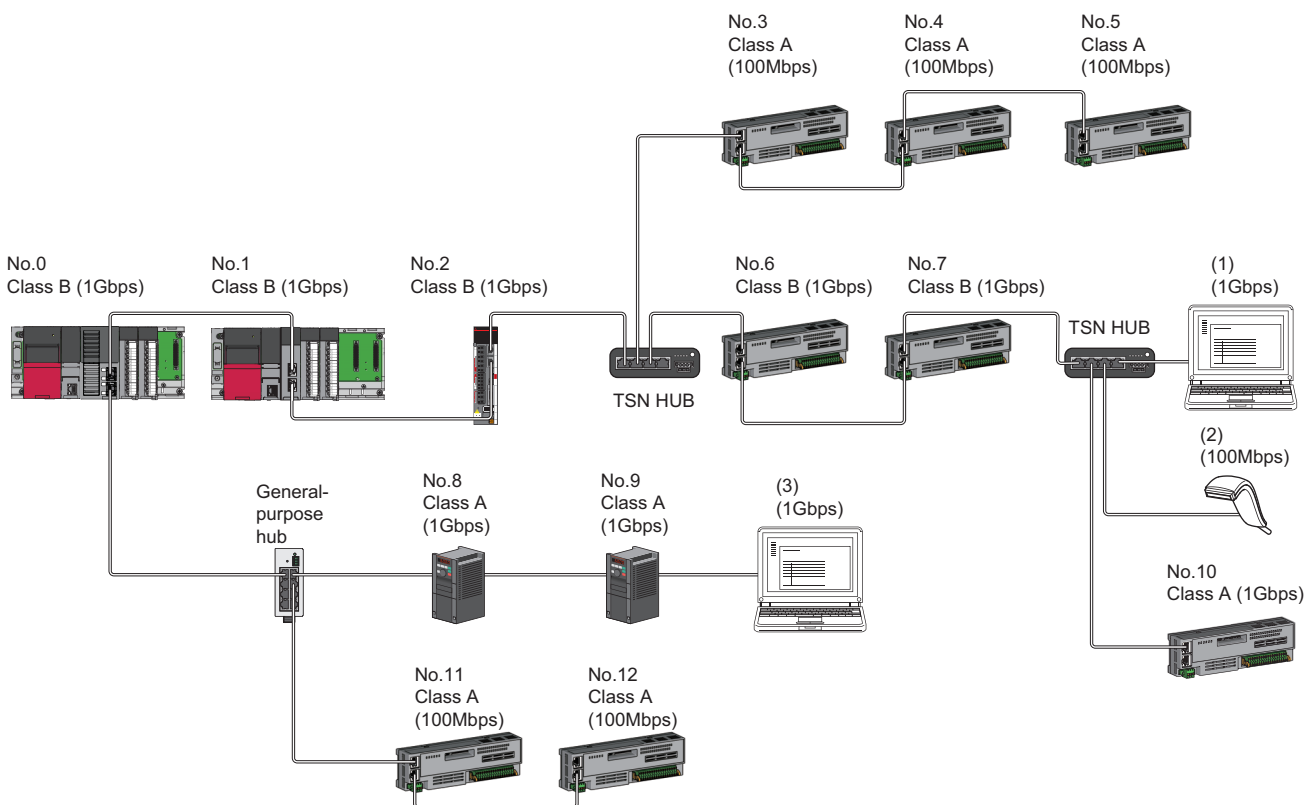 No.3
Class A
(100Mbps)
No.4
Class A
(100Mbps)
No.5
Class A
(100Mbps)
No.0
Class B (1Gbps)
No.1
Class B (1Gbps)
No.2
Class B (1Gbps)
TSN HUB
No.6
Class B (1Gbps)
No.7
Class B (1Gbps)
TSN HUB
(1)
(1Gbps)
(2)
(100Mbps)
General-
purpose
hub
No.8
Class A
(1Gbps)
No.9
Class A
(1Gbps)
(3)
(1Gbps)
No.10
Class A (1Gbps)
No.11
Class A
(100Mbps)
No.12
Class A
(100Mbps)